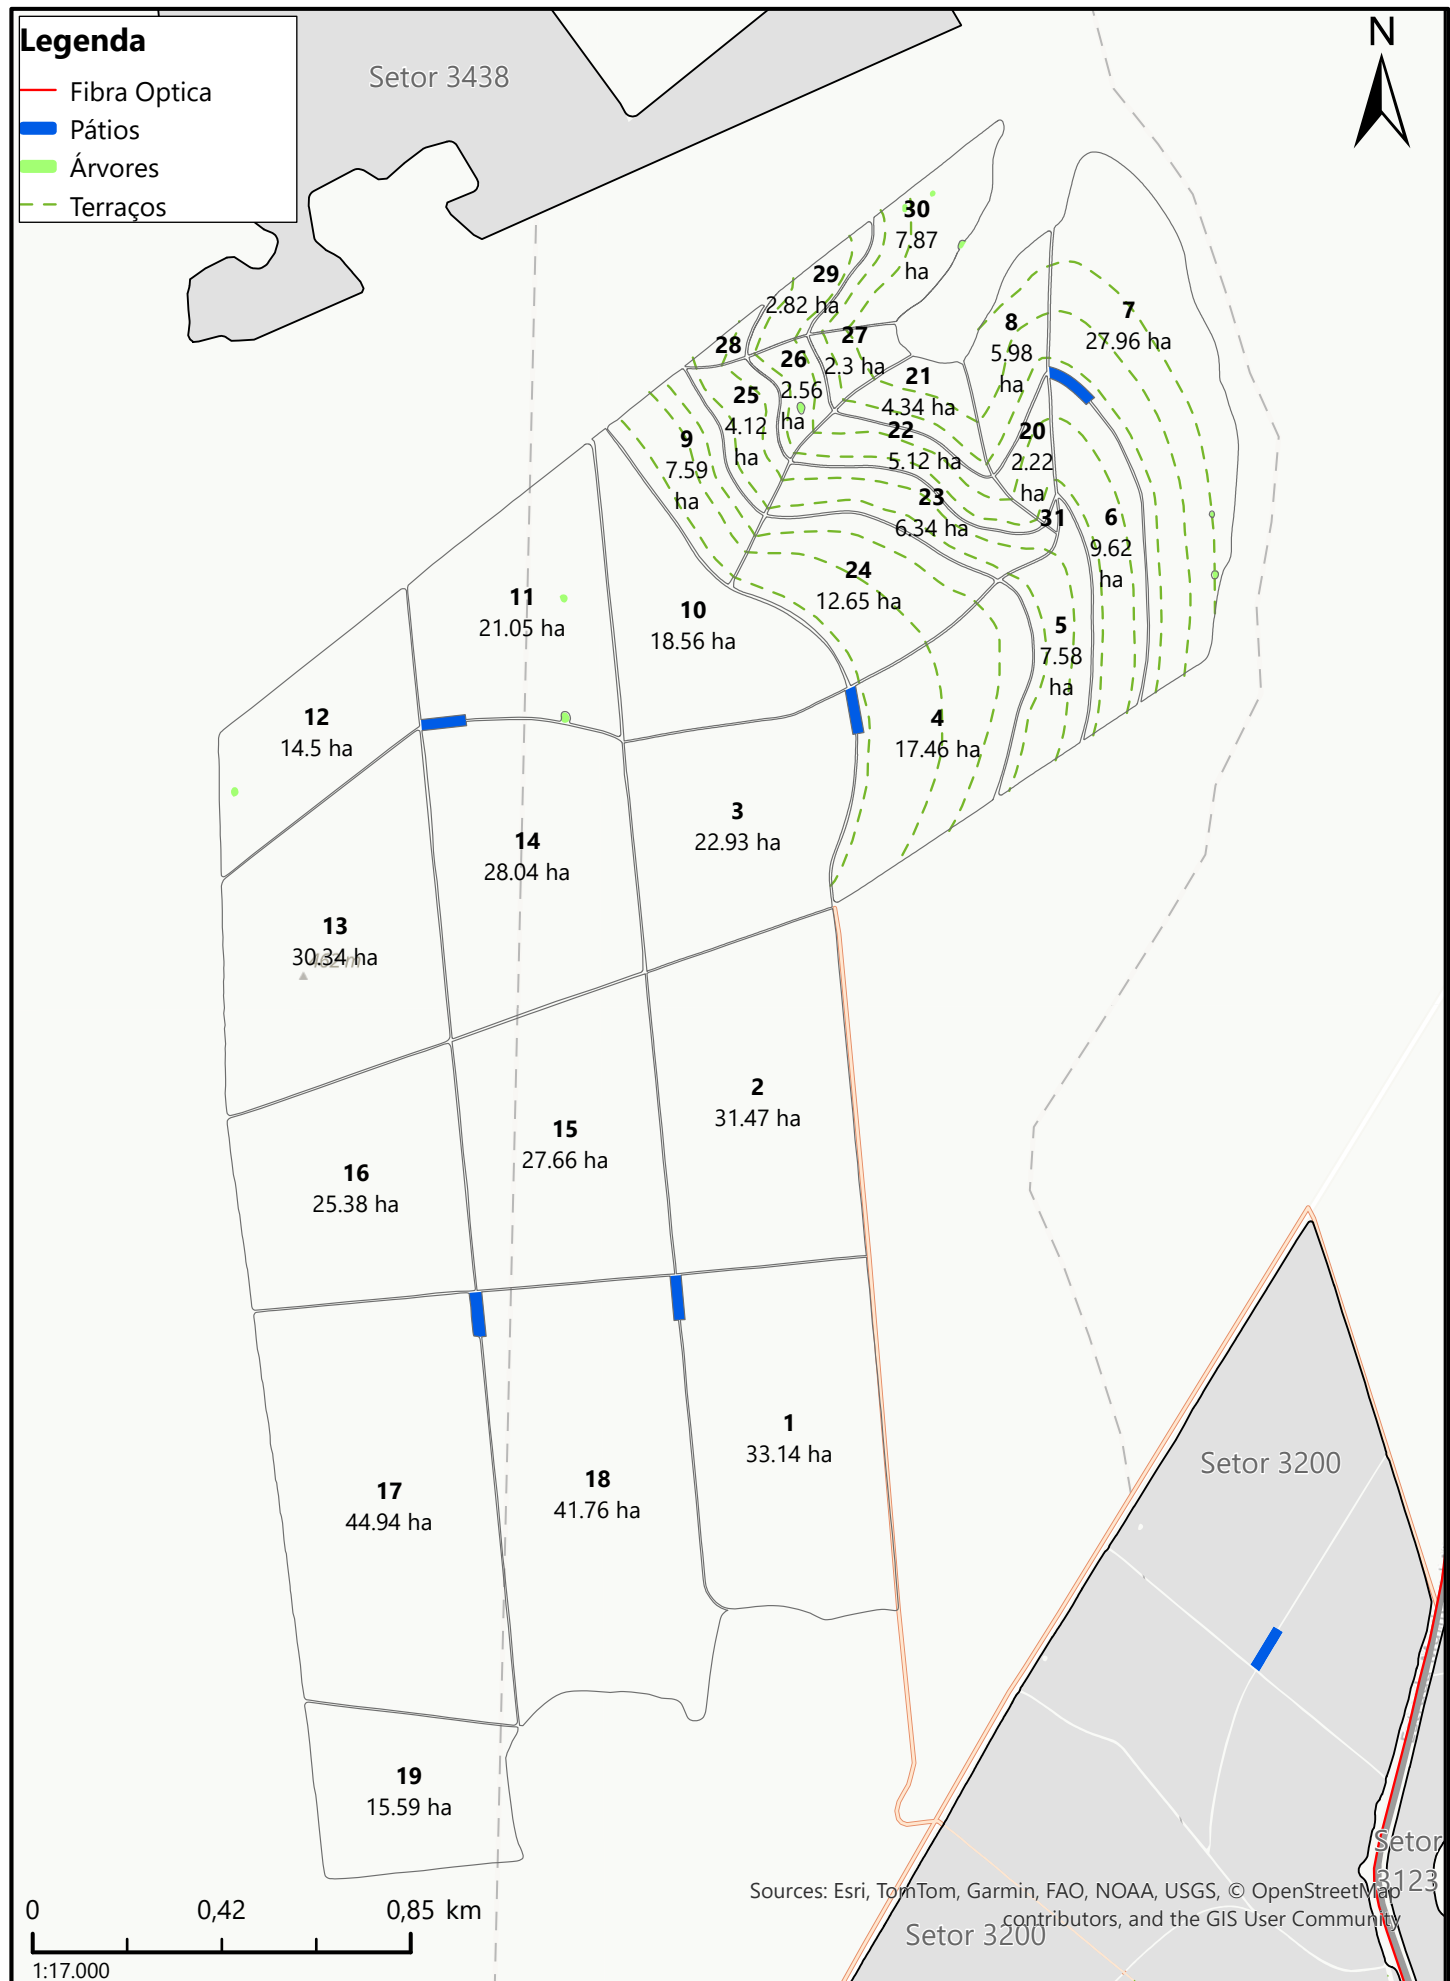 Legenda
Fibra Optica
Pátios
Árvores
Terraços
Setor 3438
N
30
7.87
ha
29
2.82 ha
28
27
2.3 ha
26
2.56
ha
25
4.12
ha
8
5.98
ha
7
27.96 ha
21
4.34 ha
22
5.12 ha
20
2.22
ha
9
7.59
ha
23
6.34 ha
31
6
9.62
ha
24
12.65 ha
11
21.05 ha
10
18.56 ha
5
7.58
ha
12
14.5 ha
4
17.46 ha
3
22.93 ha
14
28.04 ha
13
30.34 ha
462 m
2
31.47 ha
15
27.66 ha
16
25.38 ha
1
33.14 ha
Setor 3200
18
41.76 ha
17
44.94 ha
19
15.59 ha
Setor
3123
Sources: Esri, TomTom, Garmin, FAO, NOAA, USGS, © OpenStreetMap
contributors, and the GIS User Community
Setor 3200
0 0,42 0,85 km
1:17.000